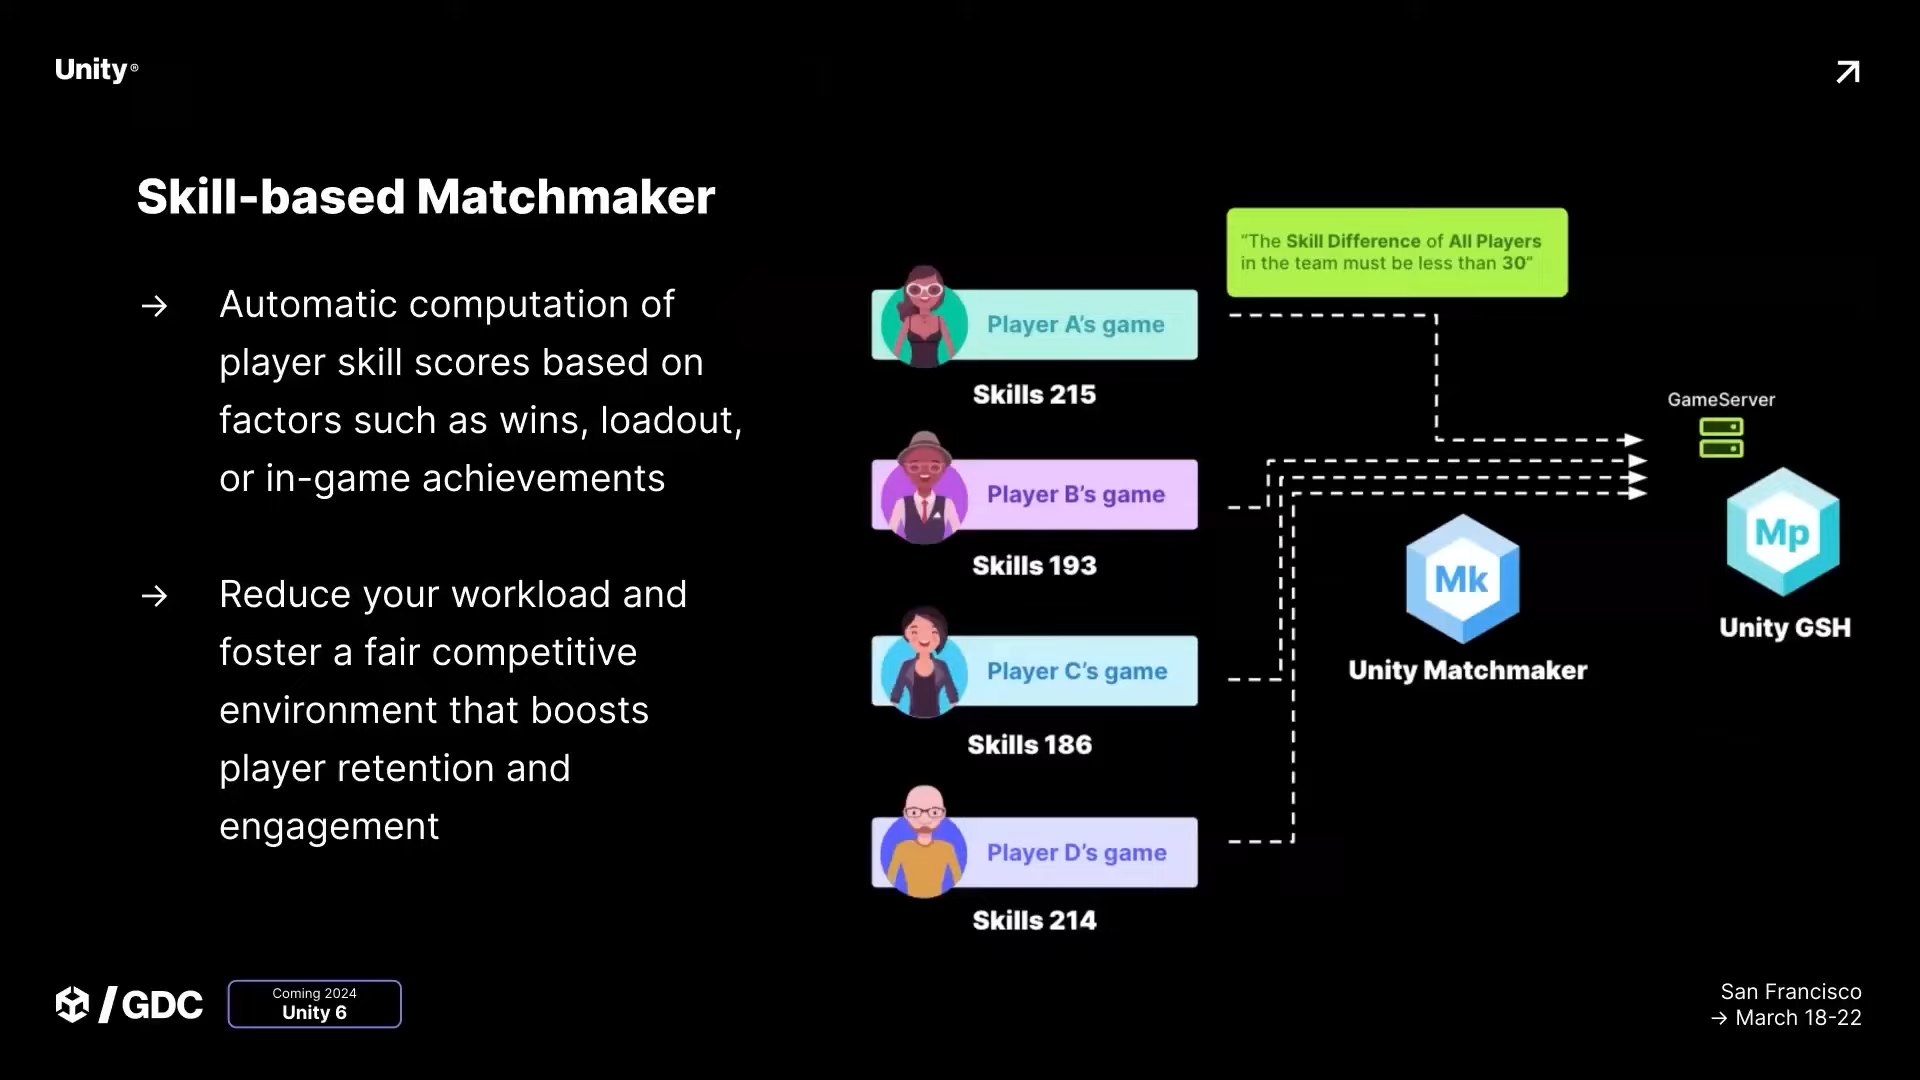 Unity®
Skill-based Matchmaker
→ Automatic computation of
player skill scores based on
factors such as wins, loadout,
or in-game achievements
→ Reduce your workload and
foster a fair competitive
environment that boosts
player retention and
engagement
“The Skill Difference of All Players
in the team must be less than 30”
Player A’s game
Skills 215
Player B’s game
Skills 193
Player C’s game
Skills 186
Player D’s game
Skills 214
GameServer
Mk
Unity Matchmaker
Mp
Unity GSH
/GDC
Coming 2024
Unity 6
San Francisco
→ March 18-22